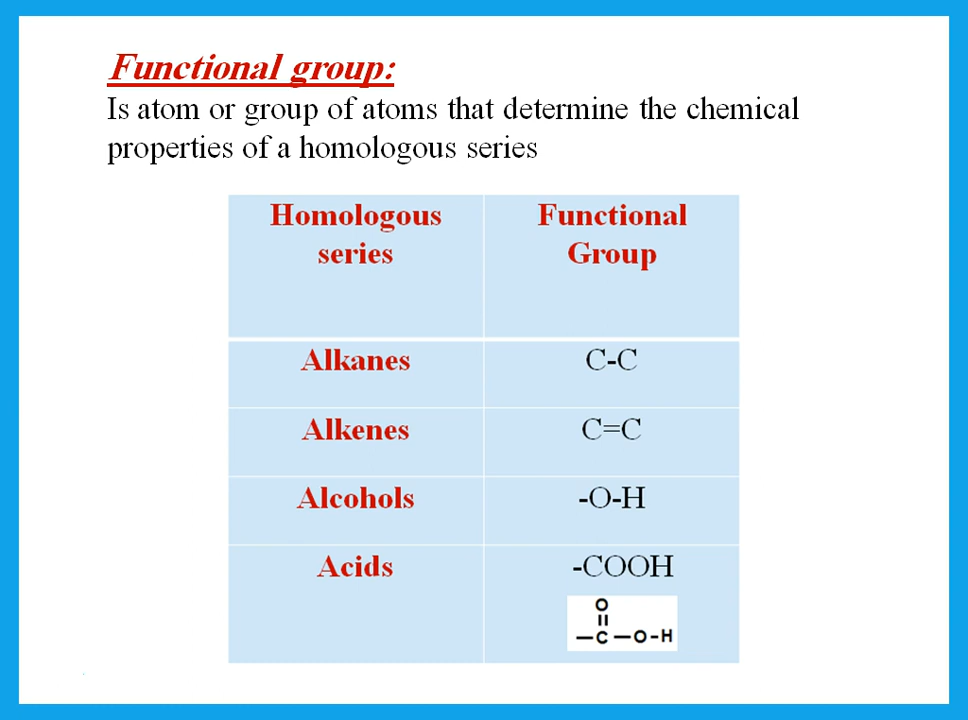 Functional group:
Is atom or group of atoms that determine the chemical
properties of a homologous series
Homologous
series
Functional
Group
Alkanes
C-C
Alkenes
C=C
Alcohols
-O-H
Acids
-COOH
O
=
–C–O-H